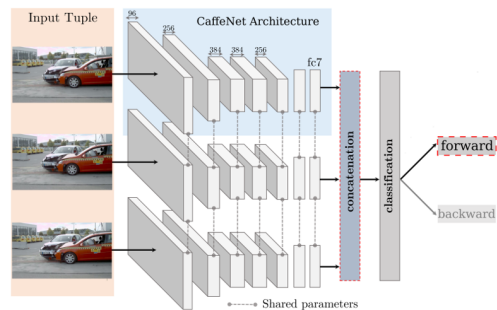 Input Tuple
CaffeNet Architecture
96
256
384
384
256
fc7
concatenation
classification
forward
backward
Shared parameters